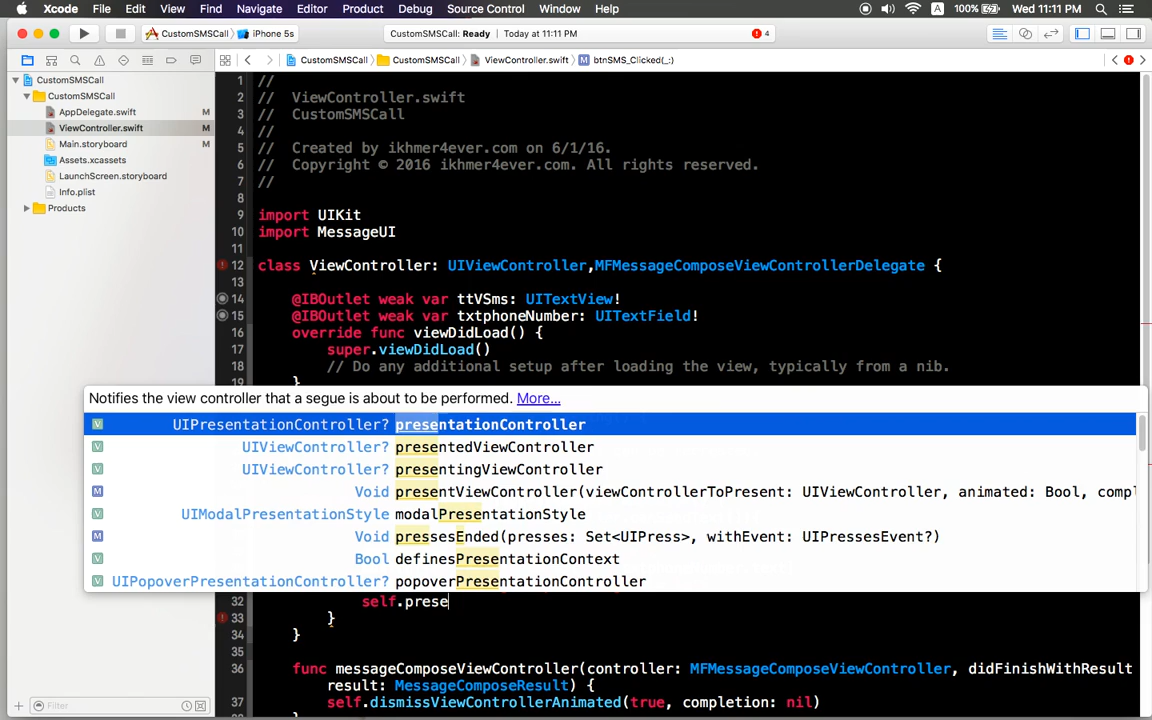 Xcode File Edit View Find Navigate Editor Product Debug Source Control Window Help A 100% Wed 11:11 PM
CustomSMSCall iPhone 5s CustomSMSCall: Ready Today at 11:11 PM 4
CustomSMSCall CustomSMSCall ViewController.swift M btnSMS_Clicked(_:)
CustomSMSCall
CustomSMSCall
AppDelegate.swift M
ViewController.swift M
Main.storyboard M
Assets.xcassets
LaunchScreen.storyboard
Info.plist
Products
Filter
1 //
2 // ViewController.swift
3 // CustomSMSCall
4 //
5 // Created by ikhmer4ever.com on 6/1/16.
6 // Copyright © 2016 ikhmer4ever.com. All rights reserved.
7 //
8
9 import UIKit
10 import MessageUI
11
12 class ViewController: UIViewController,MFMessageComposeViewControllerDelegate {
13
14 @IBOutlet weak var ttVSms: UITextView!
15 @IBOutlet weak var txtphoneNumber: UITextField!
16 override func viewDidLoad() {
17 super.viewDidLoad()
18 // Do any additional setup after loading the view, typically from a nib.
19 }
Notifies the view controller that a segue is about to be performed. More...
V UIPresentationController? presentationController
V UIViewController? presentedViewController
V UIViewController? presentingViewController
M Void presentViewController(viewControllerToPresent: UIViewController, animated: Bool, compl
V UIModalPresentationStyle modalPresentationStyle
M Void pressesEnded(presses: Set<UIPress>, withEvent: UIPressesEvent?)
V Bool definesPresentationContext
V UIPopoverPresentationController? popoverPresentationController
32 self.prese
33 }
34 }
35
36 func messageComposeViewController(controller: MFMessageComposeViewController, didFinishWithResult
result: MessageComposeResult) {
37 self.dismissViewControllerAnimated(true, completion: nil)
38 }